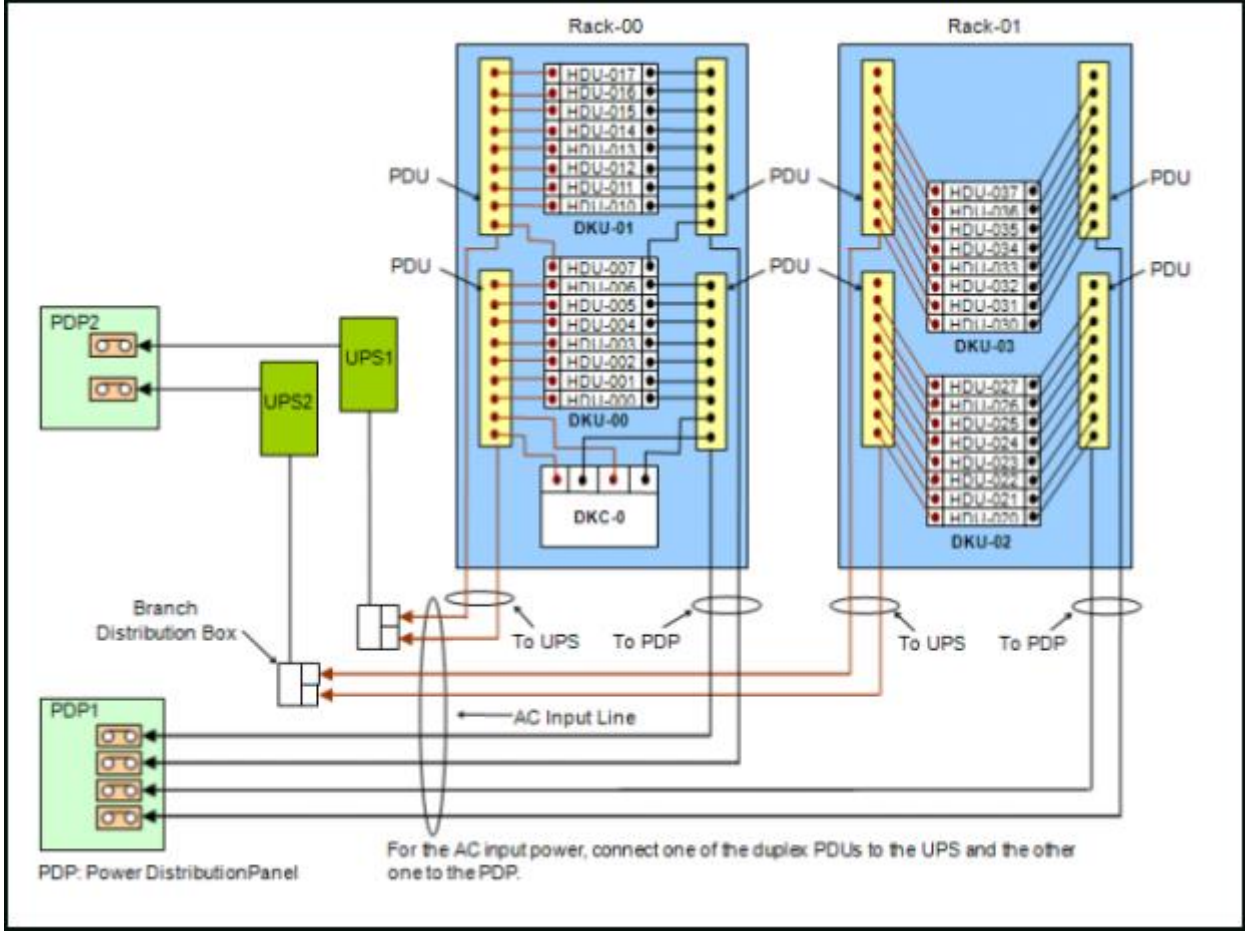 Rack-00 Rack-01
HDU-017
HDU-016
HDU-015
HDU-014
HDU-013
HDU-012
HDU-011
HDU-010
DKU-01
PDU
PDU
PDU
HDU-037
HDU-036
HDU-035
HDU-034
HDU-033
HDU-032
HDU-031
HDU-030
DKU-03
PDU
PDU
PDU
HDU-007
HDU-006
HDU-005
HDU-004
HDU-003
HDU-002
HDU-001
HDU-000
DKU-00
HDU-027
HDU-026
HDU-025
HDU-024
HDU-023
HDU-022
HDU-021
HDU-020
DKU-02
PDP2
UPS1
UPS2
DKC-0
Branch
Distribution Box
To UPS
To PDP
To UPS
To PDP
PDP1
AC Input Line
For the AC input power, connect one of the duplex PDUs to the UPS and the other
one to the PDP.
PDP: Power Distribution Panel